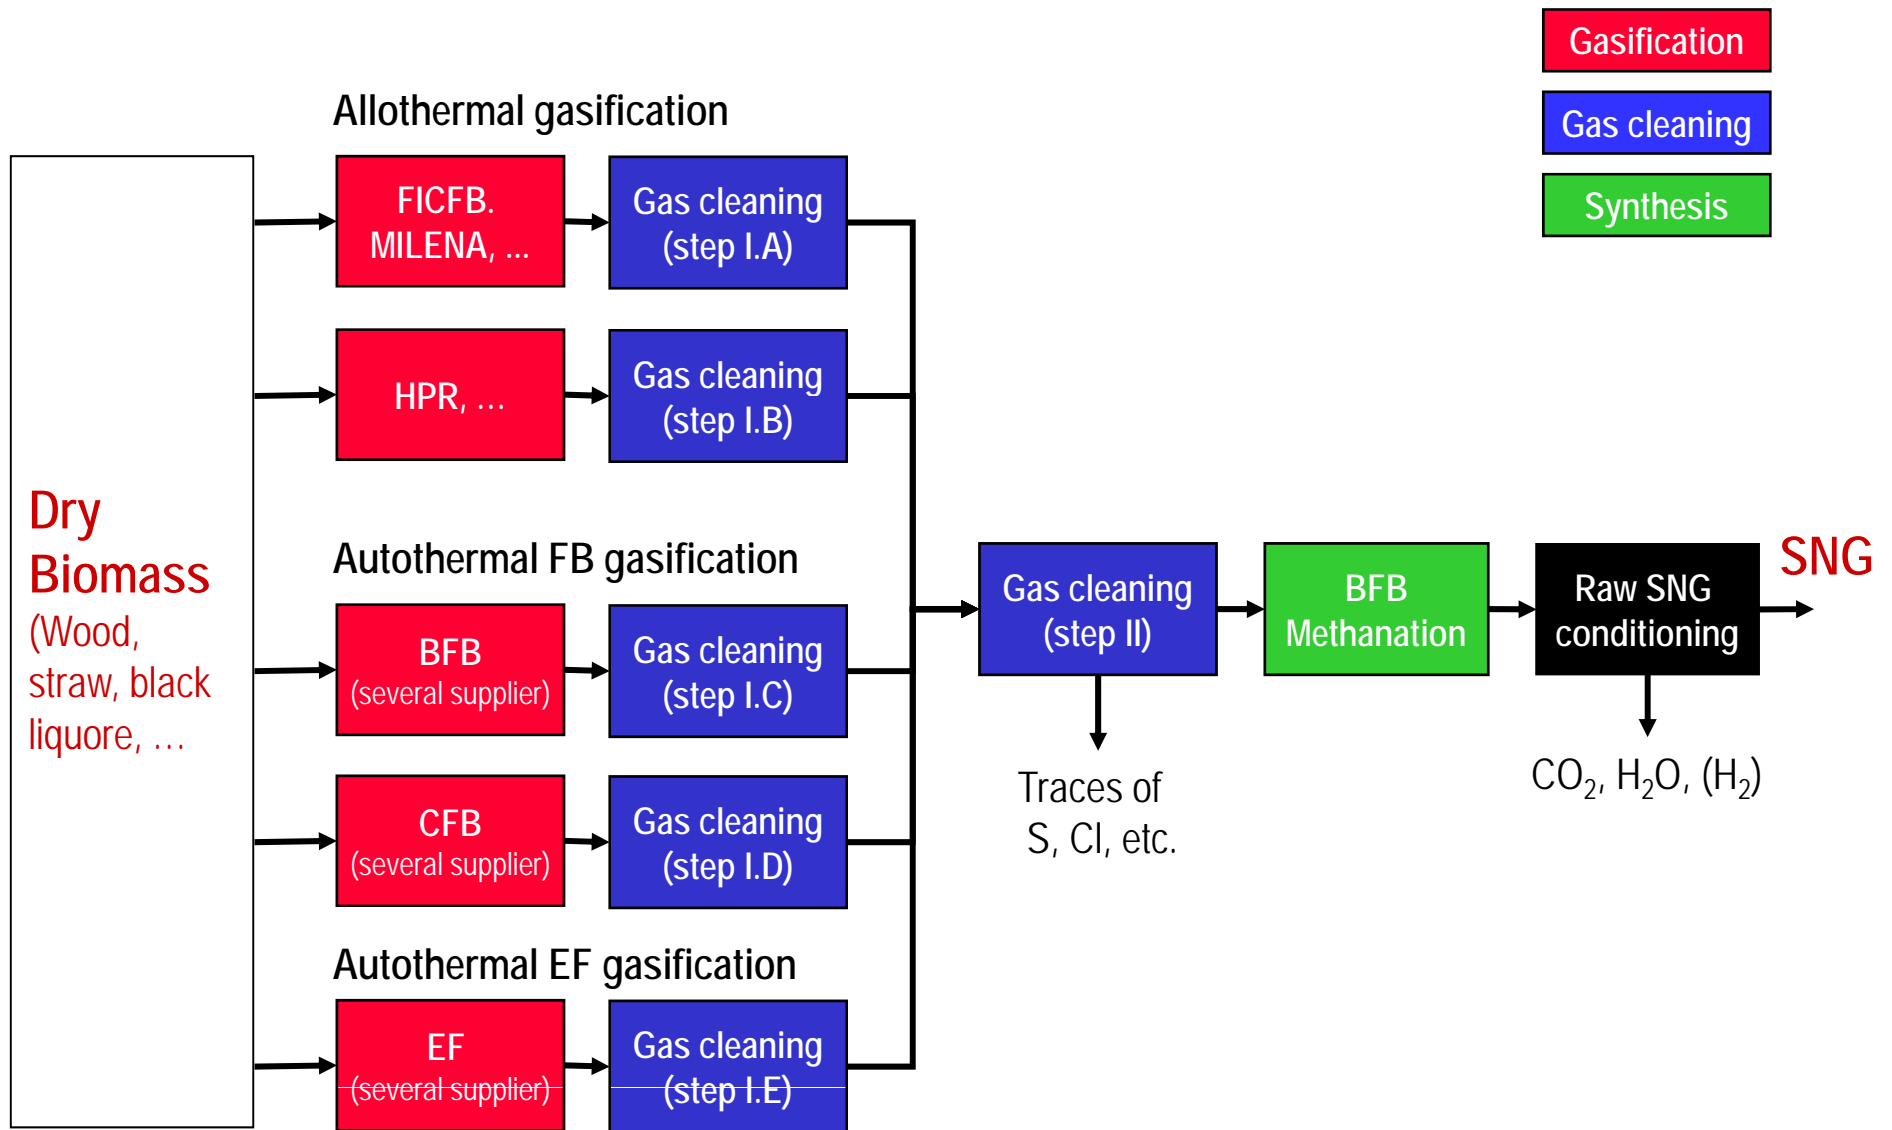 Gasification
Gas cleaning
Synthesis
Allothermal gasification
FICFB.
MILENA, ...
Gas cleaning
(step I.A)
HPR, ...
Gas cleaning
(step I.B)
Dry
Biomass
(Wood,
straw, black
liquore, ...
Autothermal FB gasification
BFB
(several supplier)
Gas cleaning
(step I.C)
CFB
(several supplier)
Gas cleaning
(step I.D)
Autothermal EF gasification
EF
(several supplier)
Gas cleaning
(step I.E)
Gas cleaning
(step II)
Traces of
S, Cl, etc.
BFB
Methanation
Raw SNG
conditioning
CO₂, H₂O, (H₂)
SNG